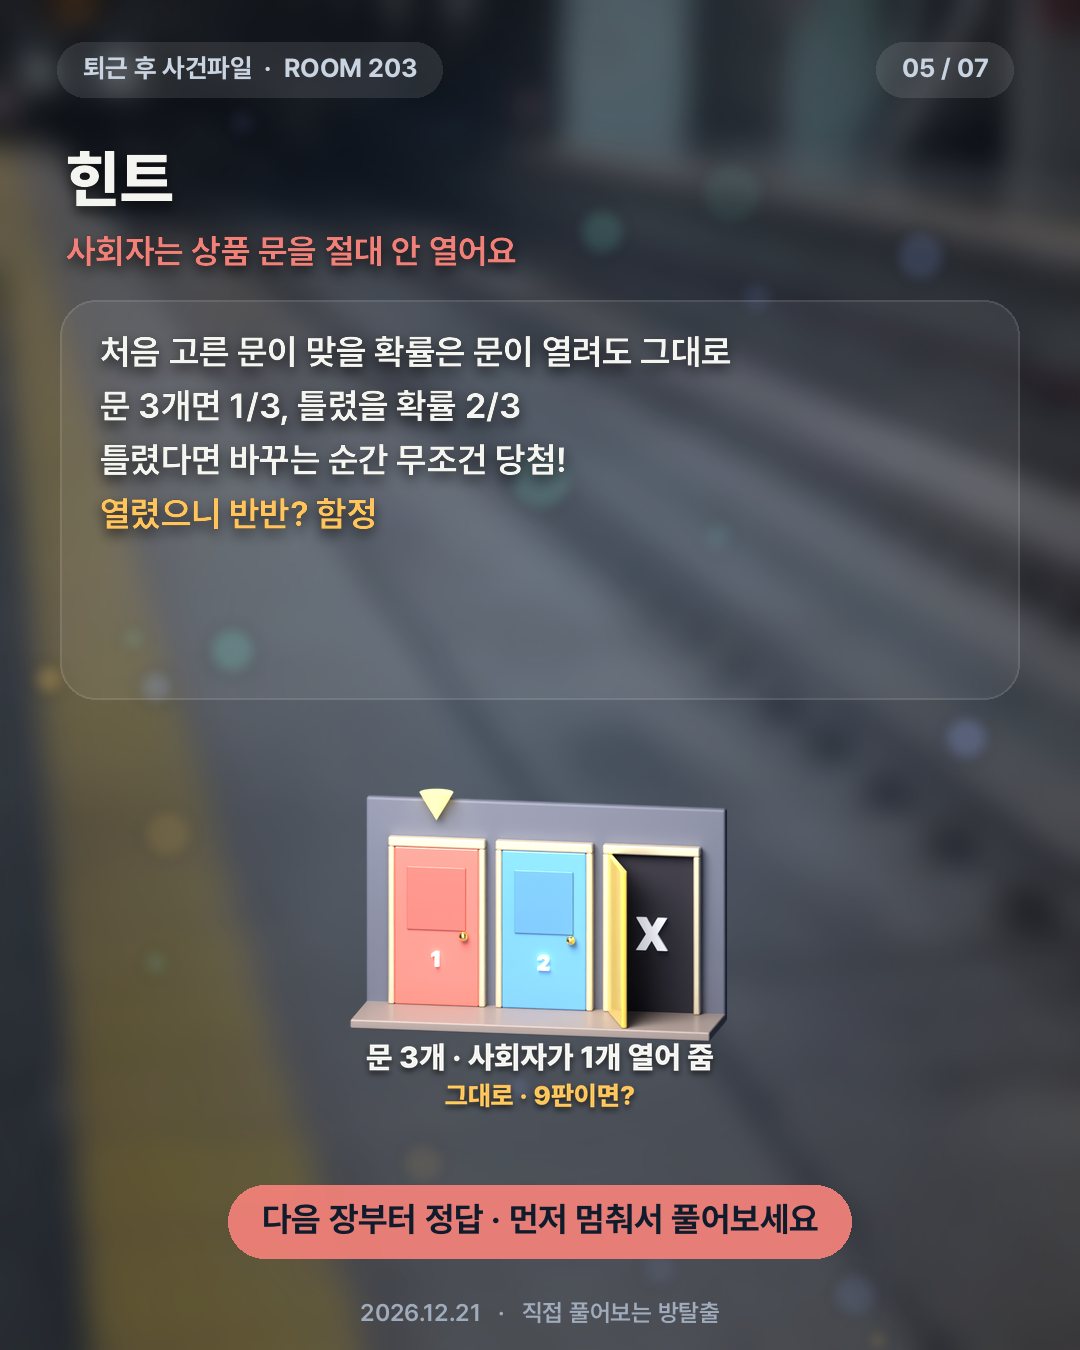 퇴근 후 사건파일 · ROOM 203
05 / 07
힌트
사회자는 상품 문을 절대 안 열어요
처음 고른 문이 맞을 확률은 문이 열려도 그대로
문 3개면 1/3, 틀렸을 확률 2/3
틀렸다면 바꾸는 순간 무조건 당첨!
열렸으니 반반? 함정
1
2
X
문 3개 · 사회자가 1개 열어 줌
그대로 · 9판이면?
다음 장부터 정답 · 먼저 멈춰서 풀어보세요
2026.12.21 · 직접 풀어보는 방탈출